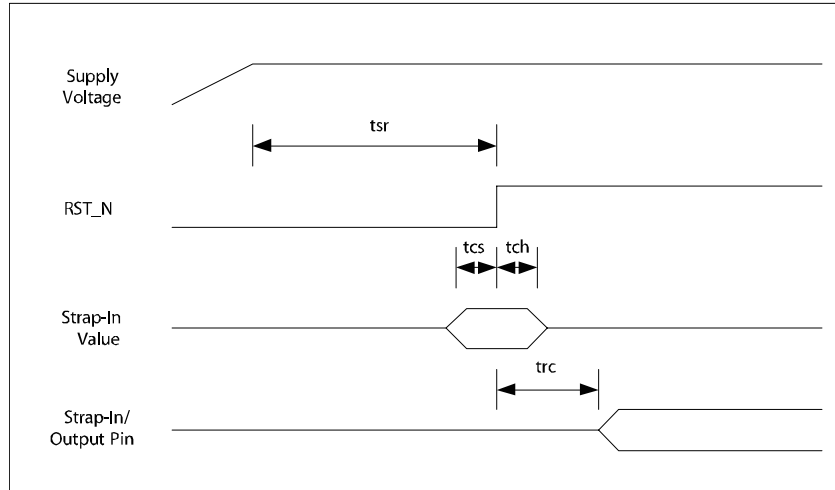 Supply
Voltage
tsr
RST_N
tcs
tch
Strap-In
Value
trc
Strap-In/
Output Pin